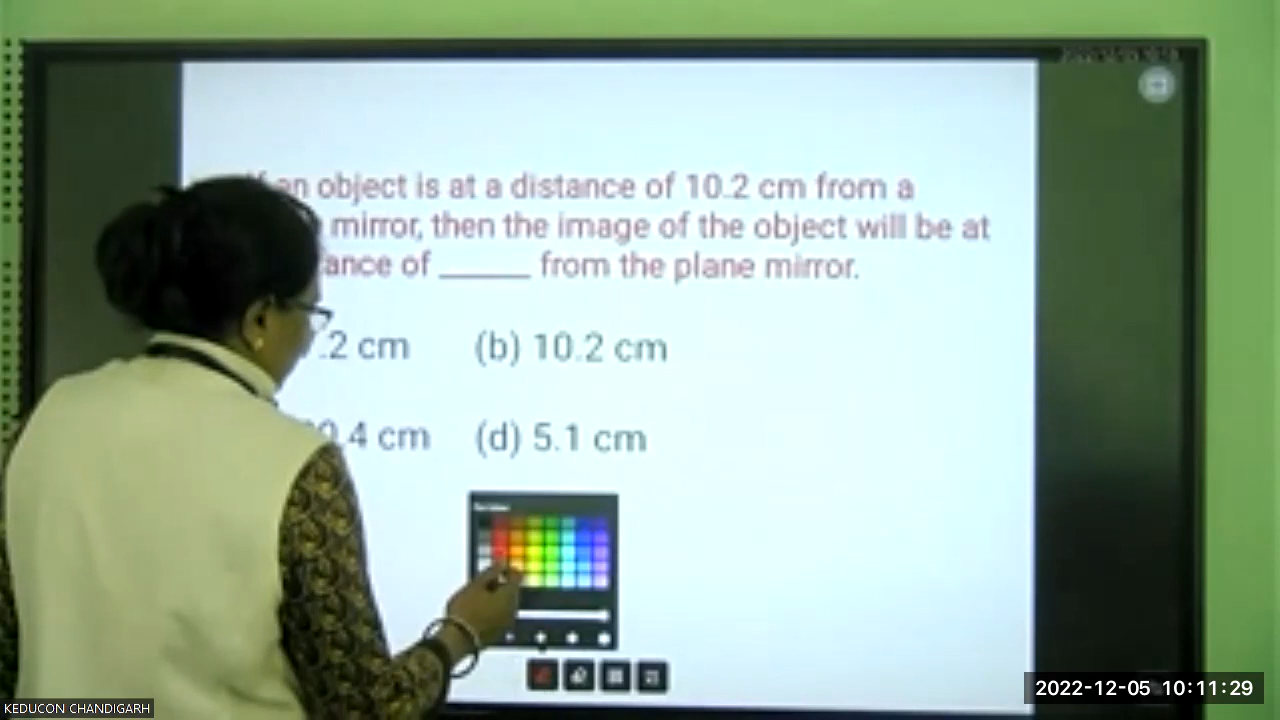 If an object is at a distance of 10.2 cm from a
mirror, then the image of the object will be at
ance of ______ from the plane mirror.
.2 cm (b) 10.2 cm
0.4 cm (d) 5.1 cm
KEDUCON CHANDIGARH
2022-12-05 10:11:29